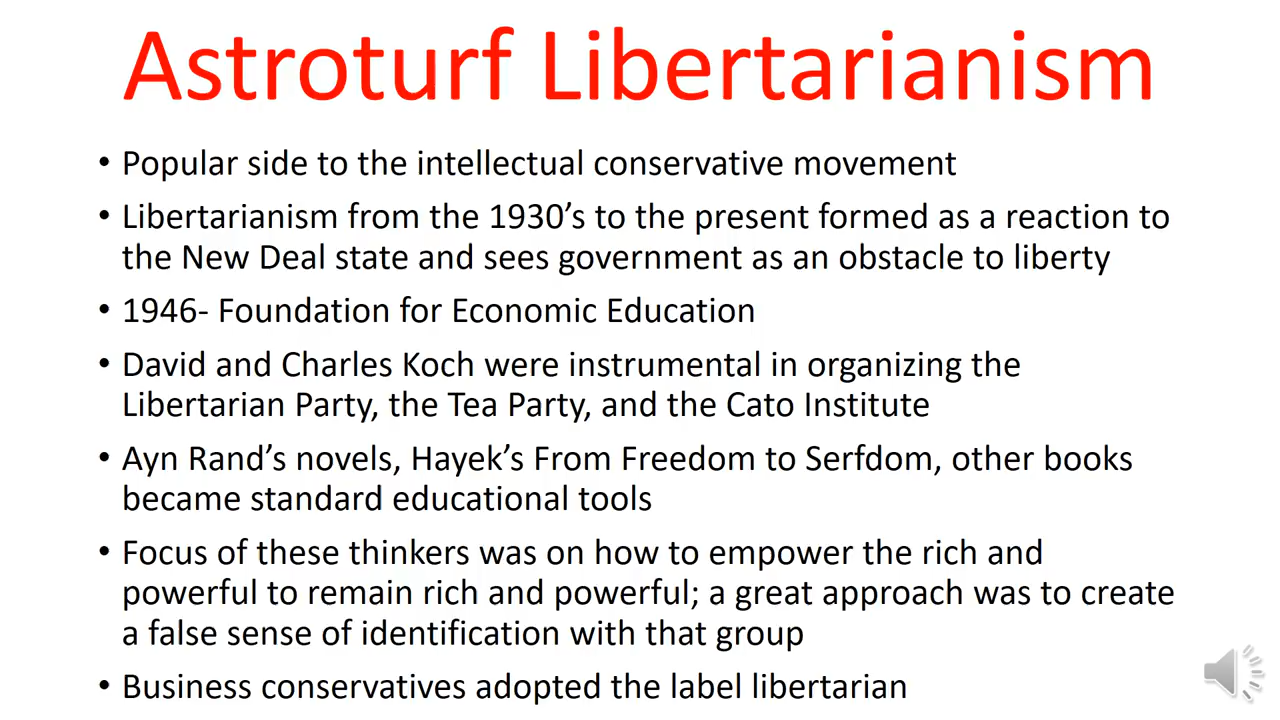 Astroturf Libertarianism
• Popular side to the intellectual conservative movement
• Libertarianism from the 1930's to the present formed as a reaction to
the New Deal state and sees government as an obstacle to liberty
• 1946- Foundation for Economic Education
• David and Charles Koch were instrumental in organizing the
Libertarian Party, the Tea Party, and the Cato Institute
• Ayn Rand's novels, Hayek's From Freedom to Serfdom, other books
became standard educational tools
• Focus of these thinkers was on how to empower the rich and
powerful to remain rich and powerful; a great approach was to create
a false sense of identification with that group
• Business conservatives adopted the label libertarian